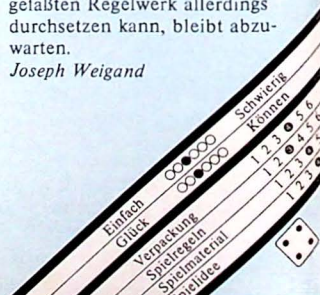 gefaßten Regelwerk allerdings
durchsetzen kann, bleibt abzu-
warten.
Joseph Weigand
Einfach ○○●○○○ Schwierig
Glück ○○●○○○ Können
Verpackung 1 2 3 4 5 6
Spielregeln 1 2 3 4 5 6
Spielmaterial 1 2 3
1 2 3